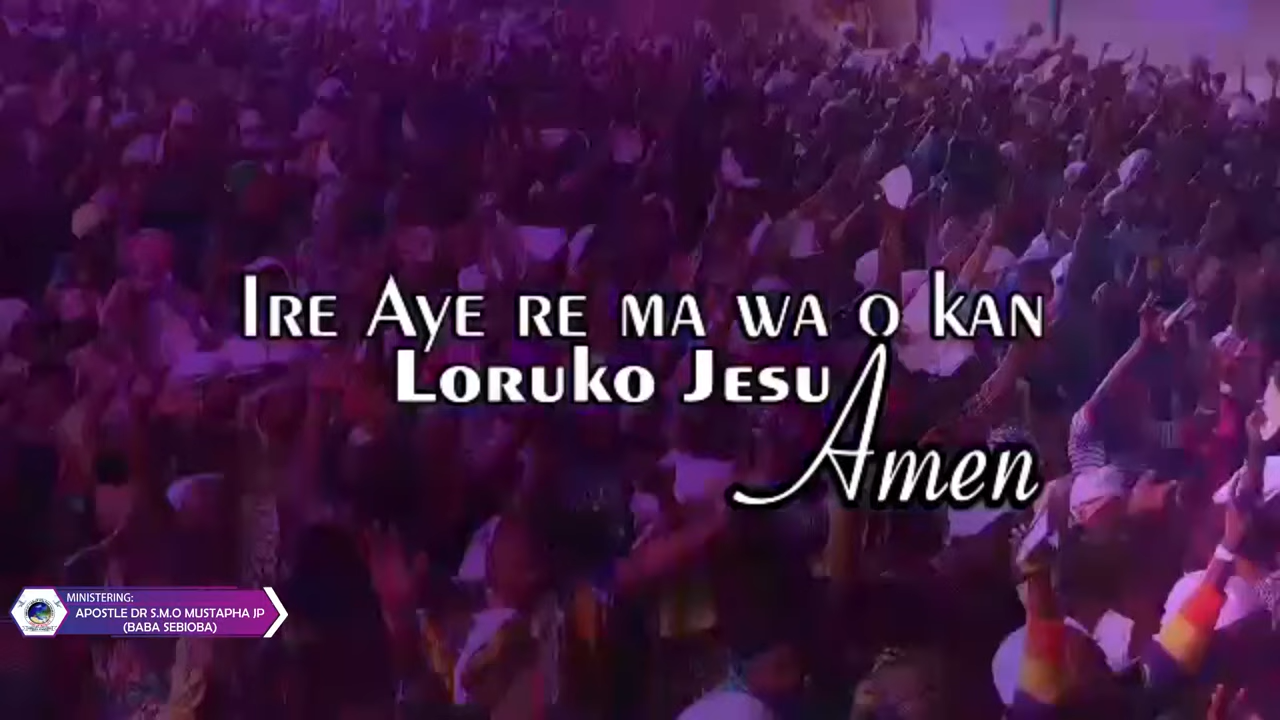 IRE AYE RE MA WA O KAN
LORUKO JESU
Amen
MINISTERING:
APOSTLE DR S.M.O MUSTAPHA JP
(BABA SEBIOBA)